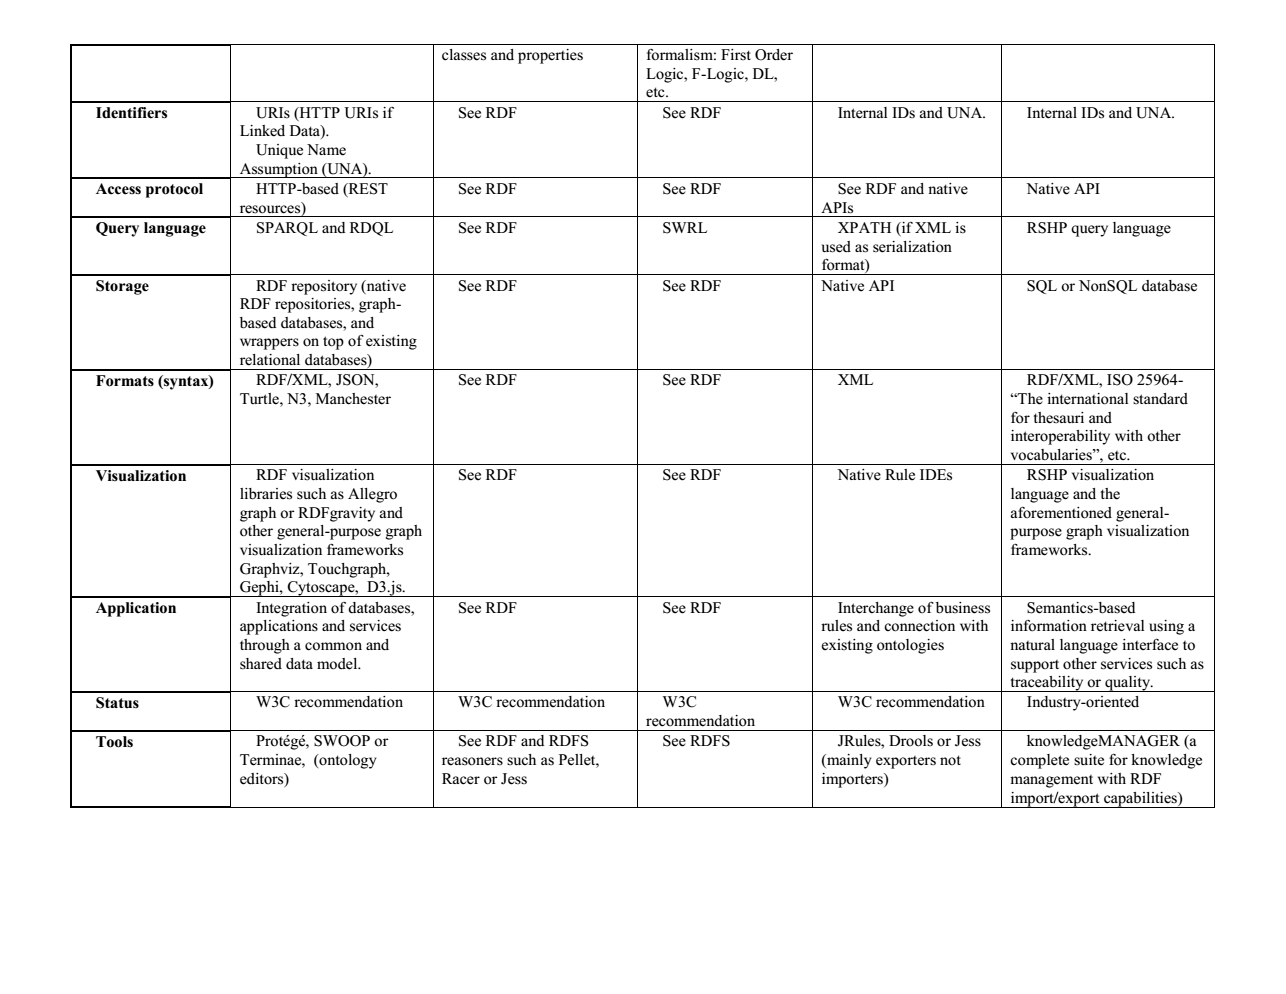 classes and properties
formalism: First Order
Logic, F-Logic, DL,
etc.
Identifiers
URIs (HTTP URIs if
Linked Data).
Unique Name
Assumption (UNA).
See RDF
See RDF
Internal IDs and UNA.
Internal IDs and UNA.
Access protocol
HTTP-based (REST
resources)
See RDF
See RDF
See RDF and native
APIs
Native API
Query language
SPARQL and RDQL
See RDF
SWRL
XPATH (if XML is
used as serialization
format)
RSHP query language
Storage
RDF repository (native
RDF repositories, graph-
based databases, and
wrappers on top of existing
relational databases)
See RDF
See RDF
Native API
SQL or NonSQL database
Formats (syntax)
RDF/XML, JSON,
Turtle, N3, Manchester
See RDF
See RDF
XML
RDF/XML, ISO 25964-
“The international standard
for thesauri and
interoperability with other
vocabularies”, etc.
Visualization
RDF visualization
libraries such as Allegro
graph or RDFgravity and
other general-purpose graph
visualization frameworks
Graphviz, Touchgraph,
Gephi, Cytoscape, D3.js.
See RDF
See RDF
Native Rule IDEs
RSHP visualization
language and the
aforementioned general-
purpose graph visualization
frameworks.
Application
Integration of databases,
applications and services
through a common and
shared data model.
See RDF
See RDF
Interchange of business
rules and connection with
existing ontologies
Semantics-based
information retrieval using a
natural language interface to
support other services such as
traceability or quality.
Status
W3C recommendation
W3C recommendation
W3C
recommendation
W3C recommendation
Industry-oriented
Tools
Protégé, SWOOP or
Terminae, (ontology
editors)
See RDF and RDFS
reasoners such as Pellet,
Racer or Jess
See RDFS
JRules, Drools or Jess
(mainly exporters not
importers)
knowledgeMANAGER (a
complete suite for knowledge
management with RDF
import/export capabilities)